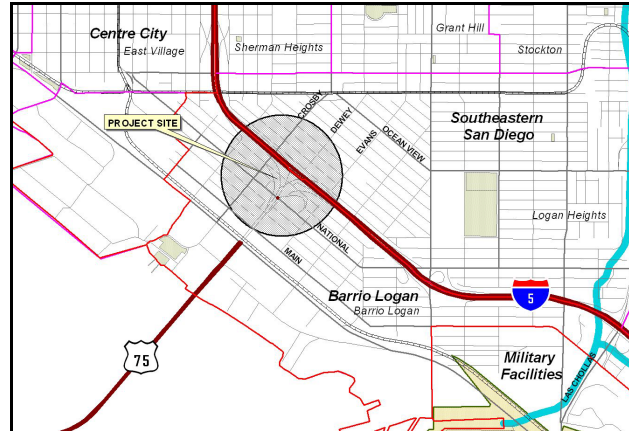 Centre City
East Village
Sherman Heights
Grant Hill
Stockton
PROJECT SITE
CROSBY
DEWEY
EVANS
OCEAN VIEW
Southeastern
San Diego
Logan Heights
NATIONAL
MAIN
Barrio Logan
Barrio Logan
5
75
Military
Facilities
LAS CHOLLAS